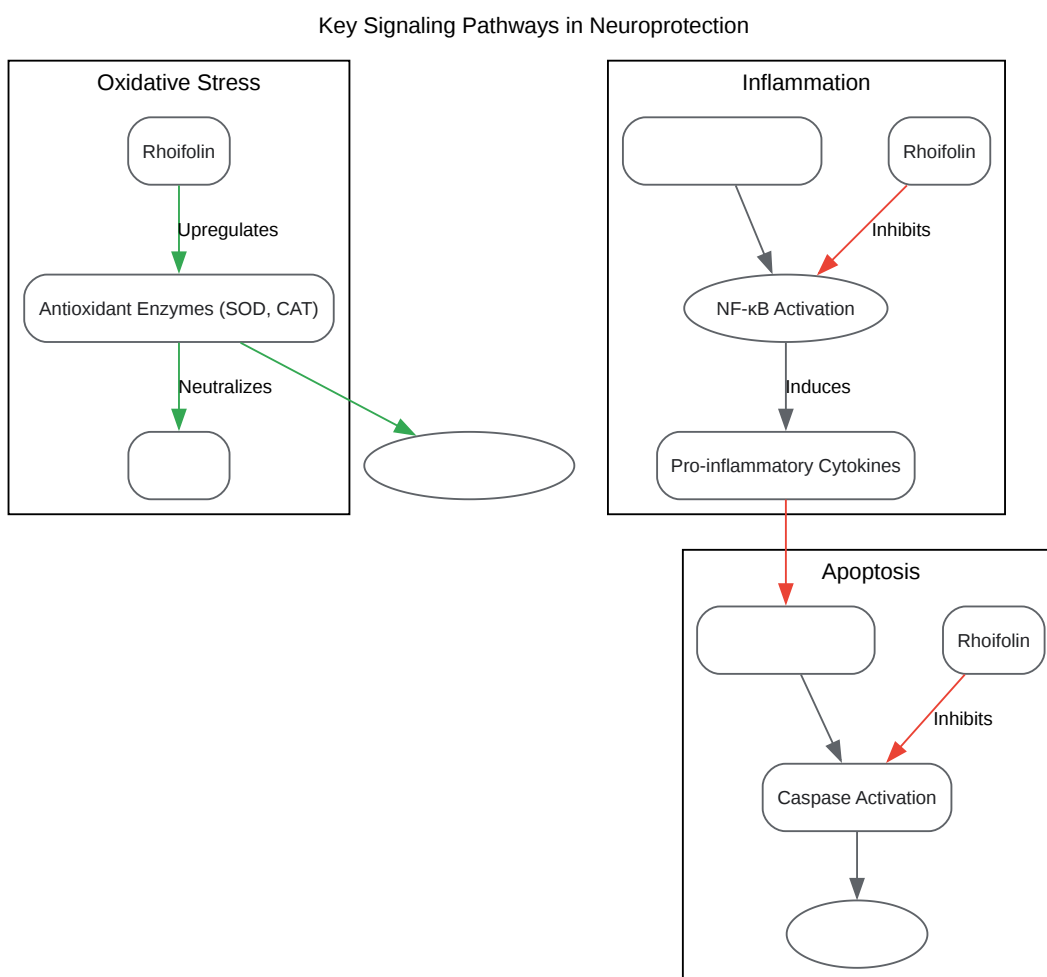 Key Signaling Pathways in Neuroprotection
Oxidative Stress
Rhoifolin
Upregulates
Antioxidant Enzymes (SOD, CAT)
Neutralizes
Inflammation
Rhoifolin
Inhibits
NF-κB Activation
Induces
Pro-inflammatory Cytokines
Apoptosis
Rhoifolin
Inhibits
Caspase Activation